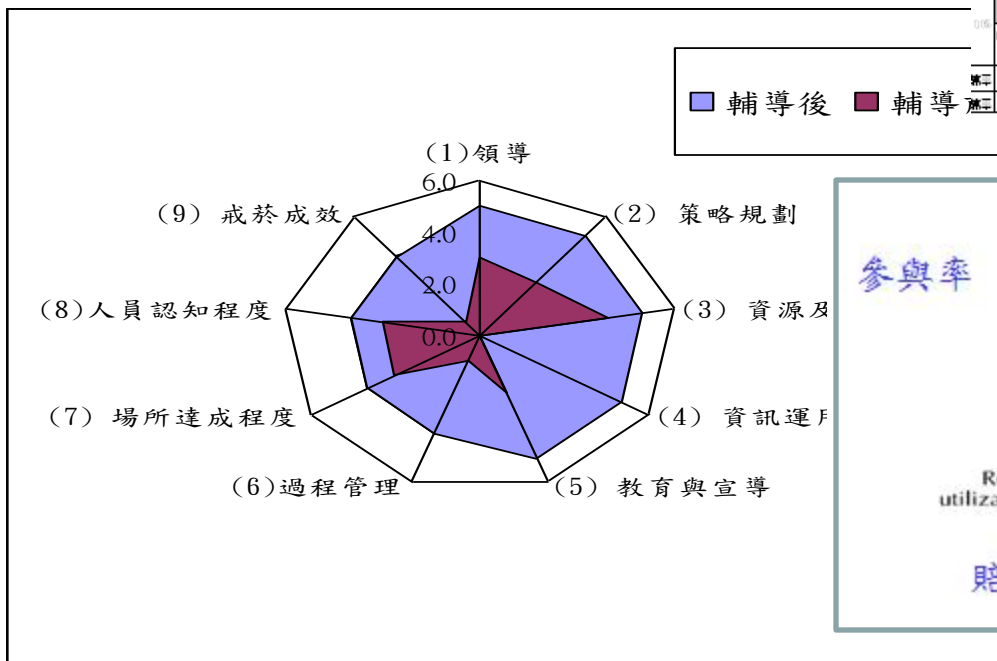 輔導後 輔導
(1)領導
6.0
4.0
2.0
0.0
(2) 策略規劃
(3) 資源及
(4) 資訊運
(5) 教育與宣導
(6)過程管理
(7) 場所達成程度
(8)人員認知程度
(9) 戒菸成效
參與率
R
utiliza